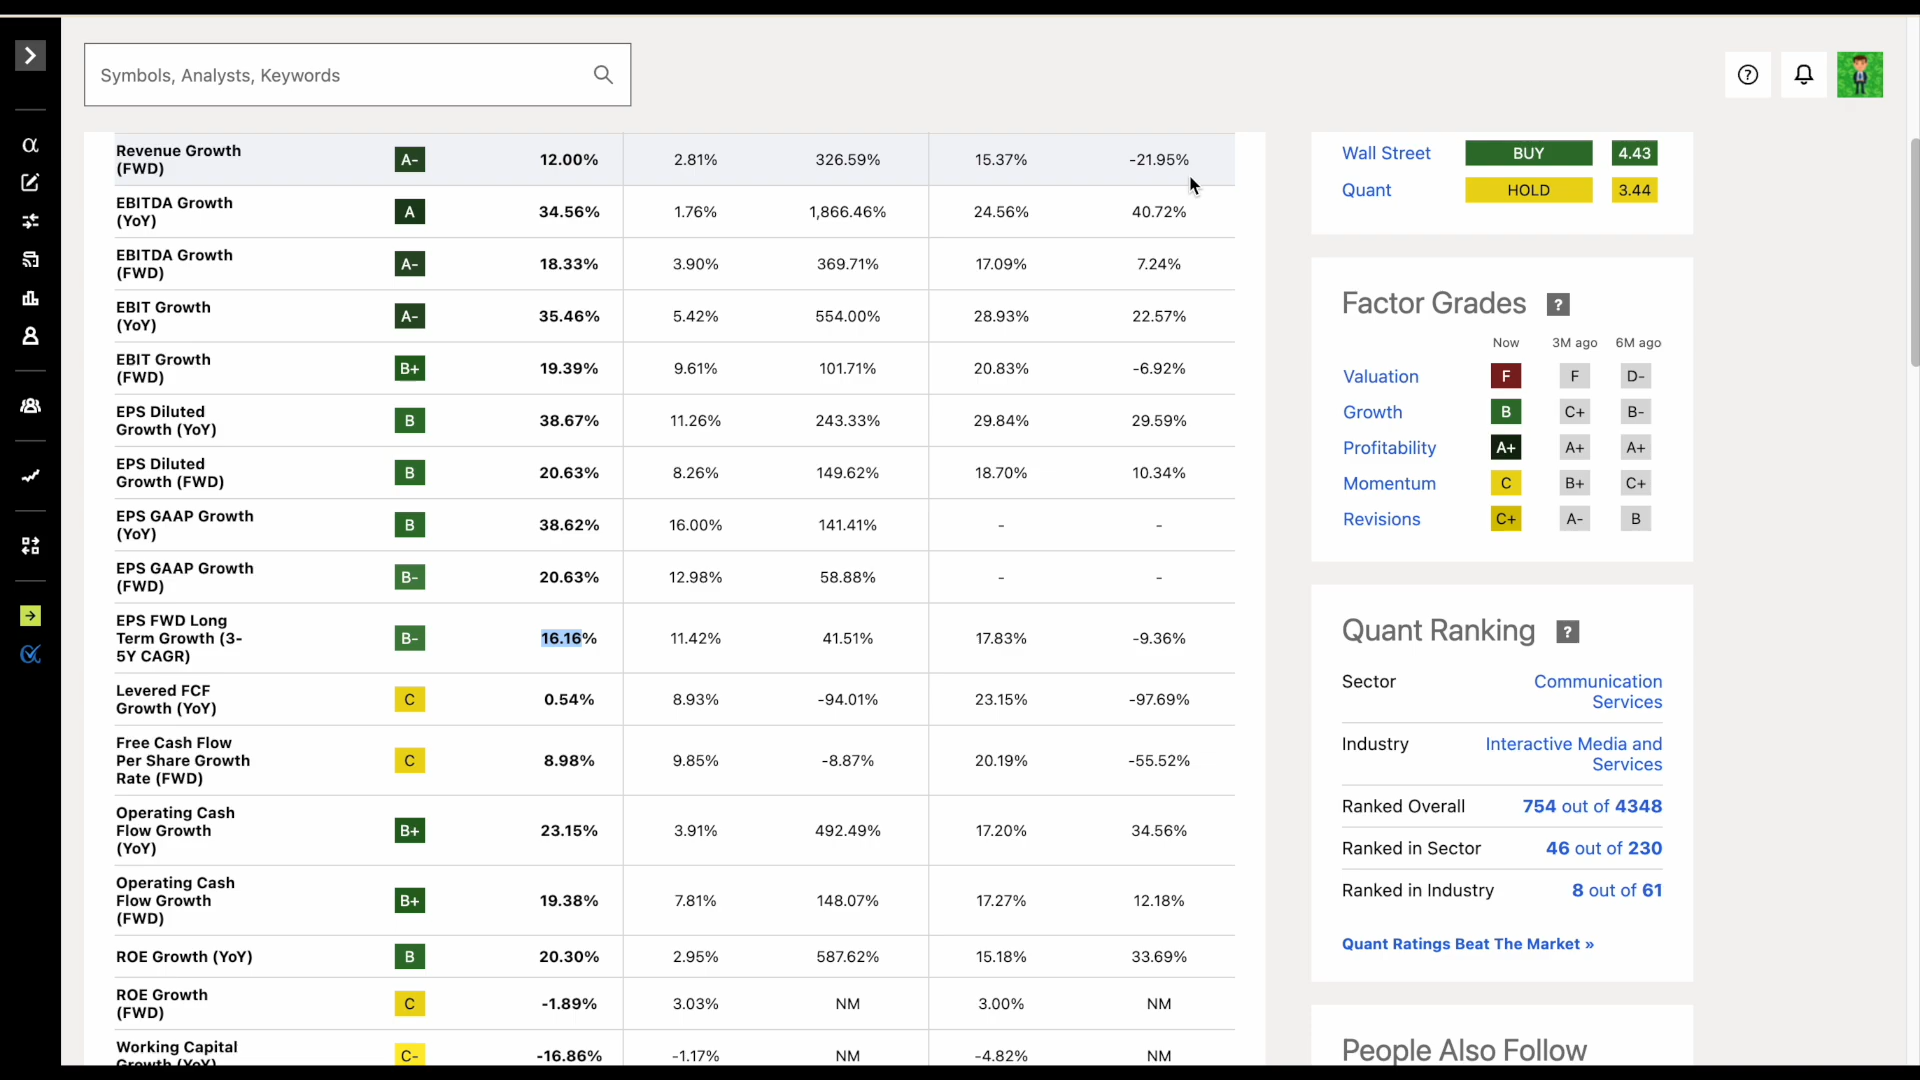 Symbols, Analysts, Keywords
Revenue Growth
(FWD)
A-
12.00%
2.81%
326.59%
15.37%
-21.95%
EBITDA Growth
(YoY)
A
34.56%
1.76%
1,866.46%
24.56%
40.72%
EBITDA Growth
(FWD)
A-
18.33%
3.90%
369.71%
17.09%
7.24%
EBIT Growth
(YoY)
A-
35.46%
5.42%
554.00%
28.93%
22.57%
EBIT Growth
(FWD)
B+
19.39%
9.61%
101.71%
20.83%
-6.92%
EPS Diluted
Growth (YoY)
B
38.67%
11.26%
243.33%
29.84%
29.59%
EPS Diluted
Growth (FWD)
B
20.63%
8.26%
149.62%
18.70%
10.34%
EPS GAAP Growth
(YoY)
B
38.62%
16.00%
141.41%
-
-
EPS GAAP Growth
(FWD)
B-
20.63%
12.98%
58.88%
-
-
EPS FWD Long
Term Growth (3-
5Y CAGR)
B-
16.16%
11.42%
41.51%
17.83%
-9.36%
Levered FCF
Growth (YoY)
C
0.54%
8.93%
-94.01%
23.15%
-97.69%
Free Cash Flow
Per Share Growth
Rate (FWD)
C
8.98%
9.85%
-8.87%
20.19%
-55.52%
Operating Cash
Flow Growth
(YoY)
B+
23.15%
3.91%
492.49%
17.20%
34.56%
Operating Cash
Flow Growth
(FWD)
B+
19.38%
7.81%
148.07%
17.27%
12.18%
ROE Growth (YoY)
B
20.30%
2.95%
587.62%
15.18%
33.69%
ROE Growth
(FWD)
C
-1.89%
3.03%
NM
3.00%
NM
Working Capital
Growth (YoY)
C-
-16.86%
-1.17%
NM
-4.82%
NM
Wall Street
BUY
4.43
Quant
HOLD
3.44
Factor Grades ?
Now 3M ago 6M ago
Valuation F F D-
Growth B C+ B-
Profitability A+ A+ A+
Momentum C B+ C+
Revisions C+ A- B
Quant Ranking ?
Sector
Communication
Services
Industry
Interactive Media and
Services
Ranked Overall 754 out of 4348
Ranked in Sector 46 out of 230
Ranked in Industry 8 out of 61
Quant Ratings Beat The Market »
People Also Follow